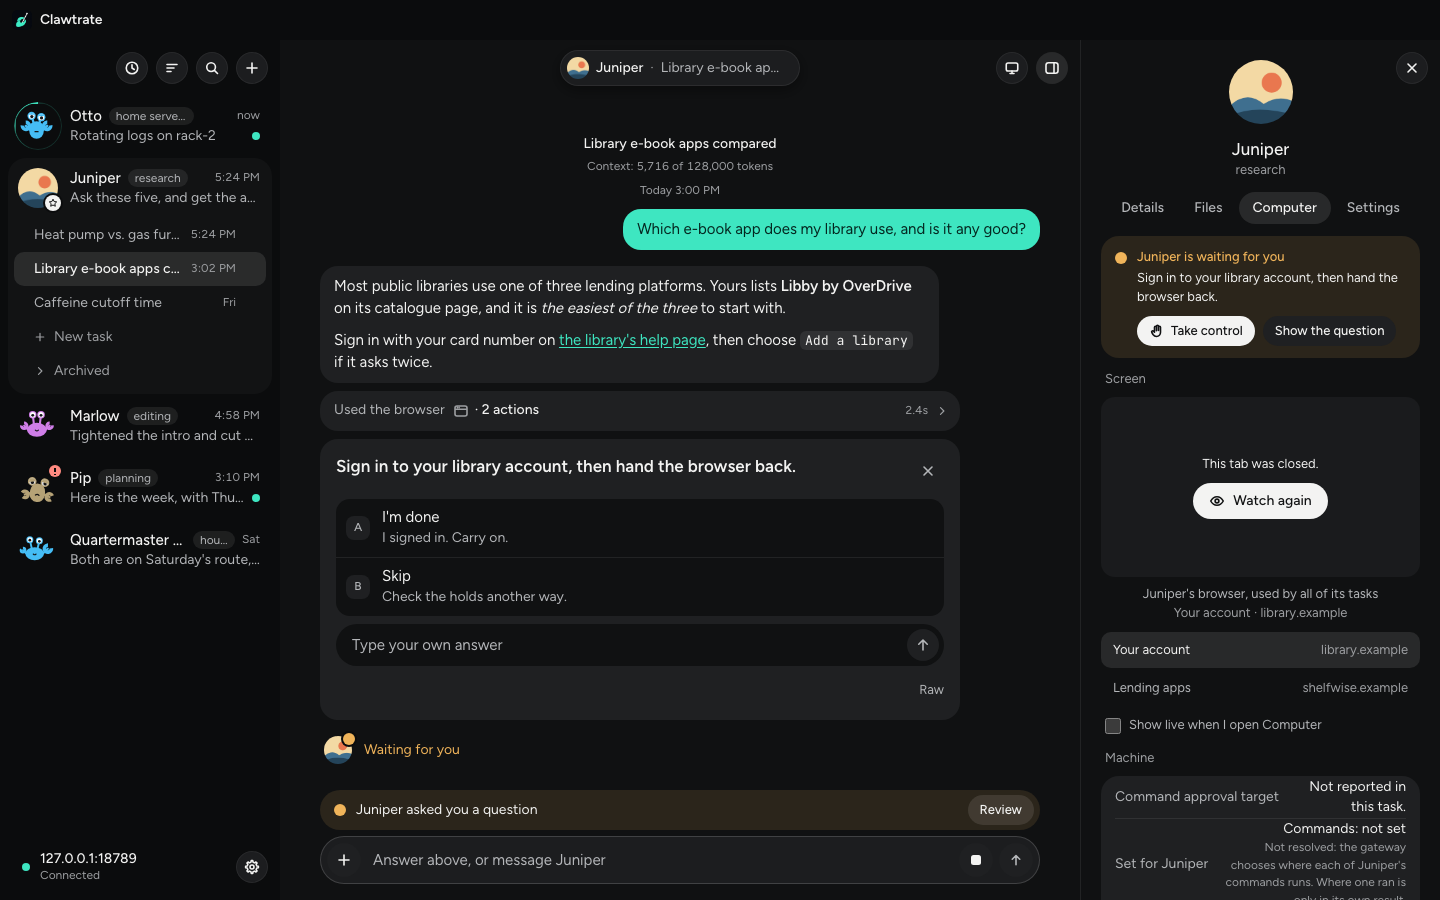 Clawtrate
Otto home serve... now
Rotating logs on rack-2
Juniper research 5:24 PM
Ask these five, and get the a...
Heat pump vs. gas fur... 5:24 PM
Library e-book apps c... 3:02 PM
Caffeine cutoff time Fri
New task
Archived
Marlow editing 4:58 PM
Tightened the intro and cut ...
Pip planning 3:10 PM
Here is the week, with Thu...
Quartermaster ... hou... Sat
Both are on Saturday's route,...
127.0.0.1:18789
Connected
Juniper · Library e-book ap...
Library e-book apps compared
Context: 5,716 of 128,000 tokens
Today 3:00 PM
Which e-book app does my library use, and is it any good?
Most public libraries use one of three lending platforms. Yours lists Libby by OverDrive
on its catalogue page, and it is the easiest of the three to start with.
Sign in with your card number on the library's help page, then choose Add a library
if it asks twice.
Used the browser · 2 actions 2.4s
Sign in to your library account, then hand the browser back.
A I'm done
I signed in. Carry on.
B Skip
Check the holds another way.
Type your own answer
Raw
Waiting for you
Juniper asked you a question Review
Answer above, or message Juniper
Juniper
research
Details Files Computer Settings
Juniper is waiting for you
Sign in to your library account, then hand the
browser back.
Take control Show the question
Screen
This tab was closed.
Watch again
Juniper's browser, used by all of its tasks
Your account · library.example
Your account library.example
Lending apps shelfwise.example
Show live when I open Computer
Machine
Command approval target Not reported in
this task.
Set for Juniper Commands: not set
Not resolved: the gateway
chooses where each of Juniper's
commands runs. Where one ran is
only in its own result.